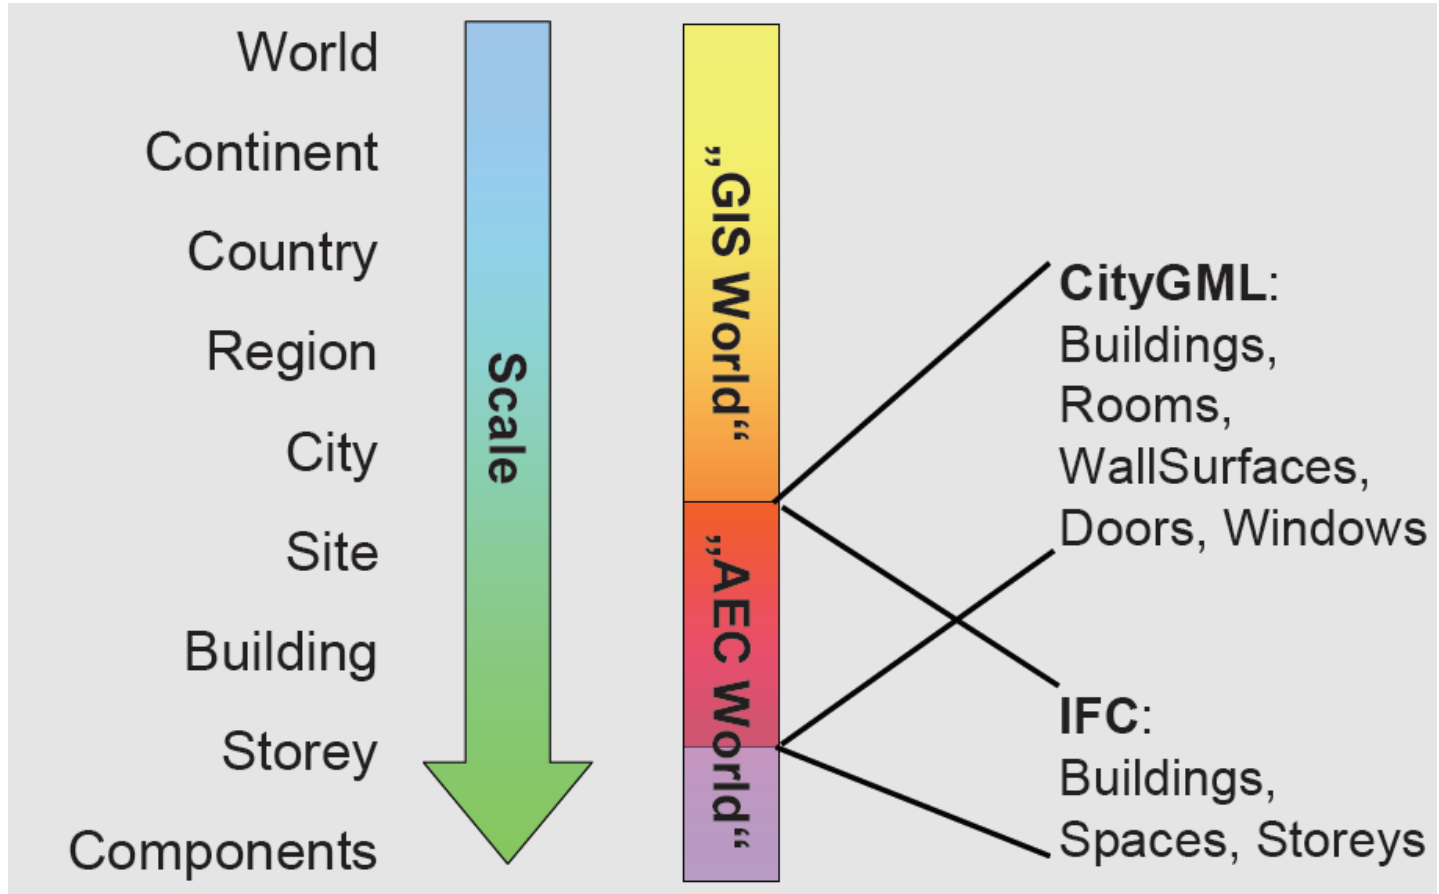 World
Continent
Country
Region
City
Site
Building
Storey
Components
Scale
„GIS World“
„AEC World“
CityGML:
Buildings,
Rooms,
WallSurfaces,
Doors, Windows
IFC:
Buildings,
Spaces, Storeys